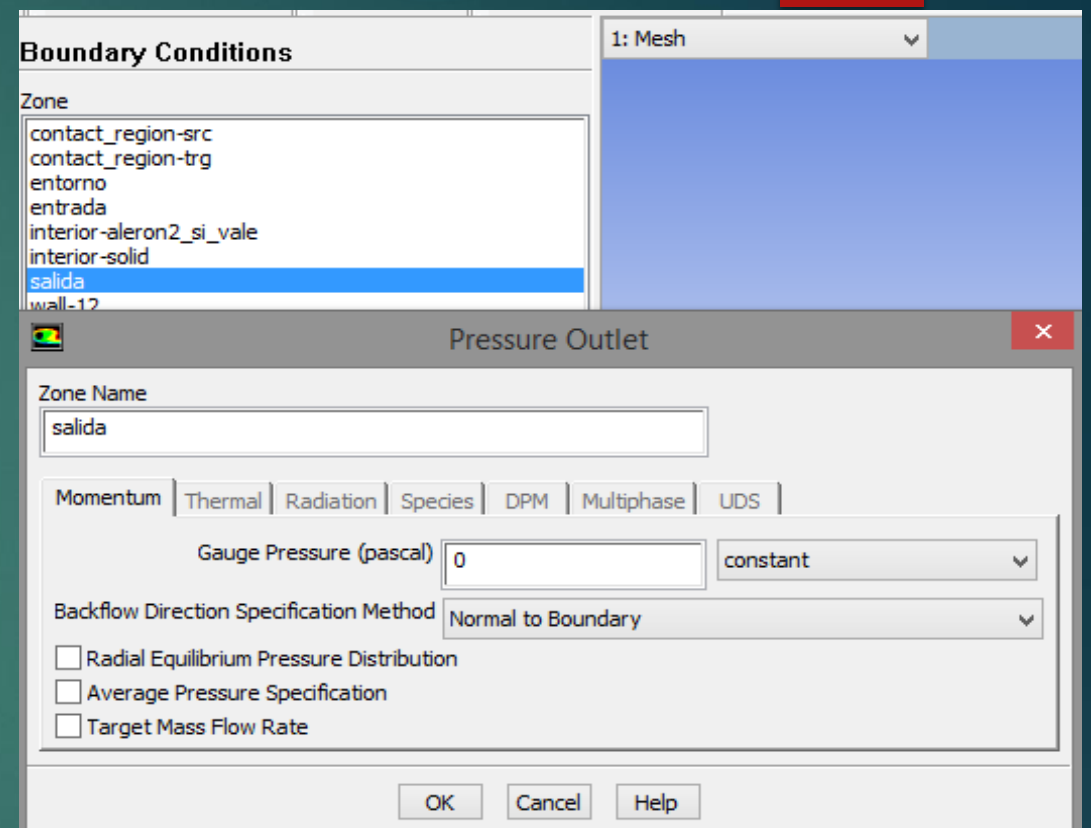 Boundary Conditions
1: Mesh
Zone
contact_region-src
contact_region-trg
entorno
entrada
interior-aleron2_si_vale
interior-solid
salida
wall-12
Pressure Outlet
Zone Name
salida
Momentum Thermal Radiation Species DPM Multiphase UDS
Gauge Pressure (pascal) 0 constant
Backflow Direction Specification Method Normal to Boundary
Radial Equilibrium Pressure Distribution
Average Pressure Specification
Target Mass Flow Rate
OK Cancel Help